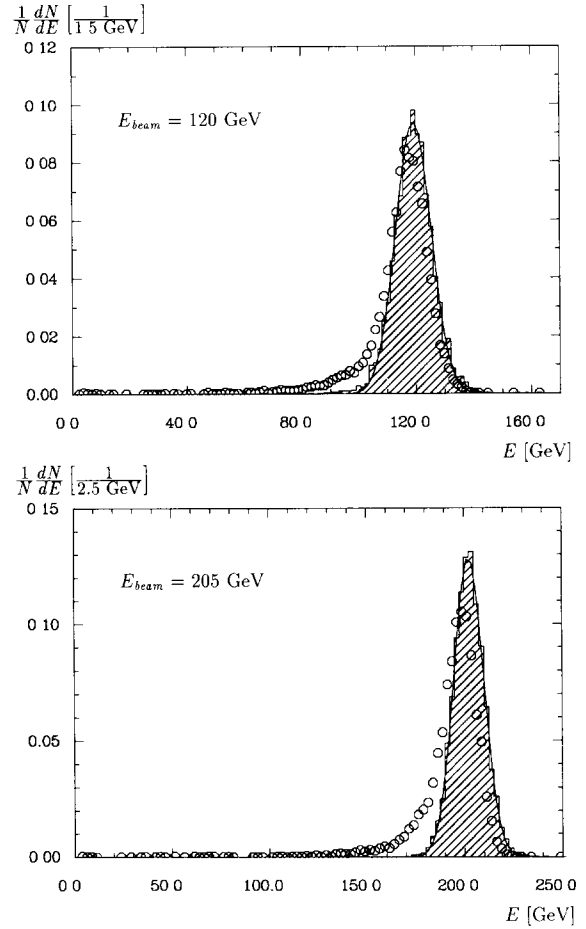 1/N dN/dE [1/1 5 GeV]
0 12
0 10
0 08
0 06
0 04
0 02
0.00
E_beam = 120 GeV
0 0 40 0 80 0 120 0 160 0
E [GeV]
1/N dN/dE [1/2.5 GeV]
0.15
0 10
0.05
0 00
E_beam = 205 GeV
0 0 50 0 100.0 150 0 200 0 250 0
E [GeV]